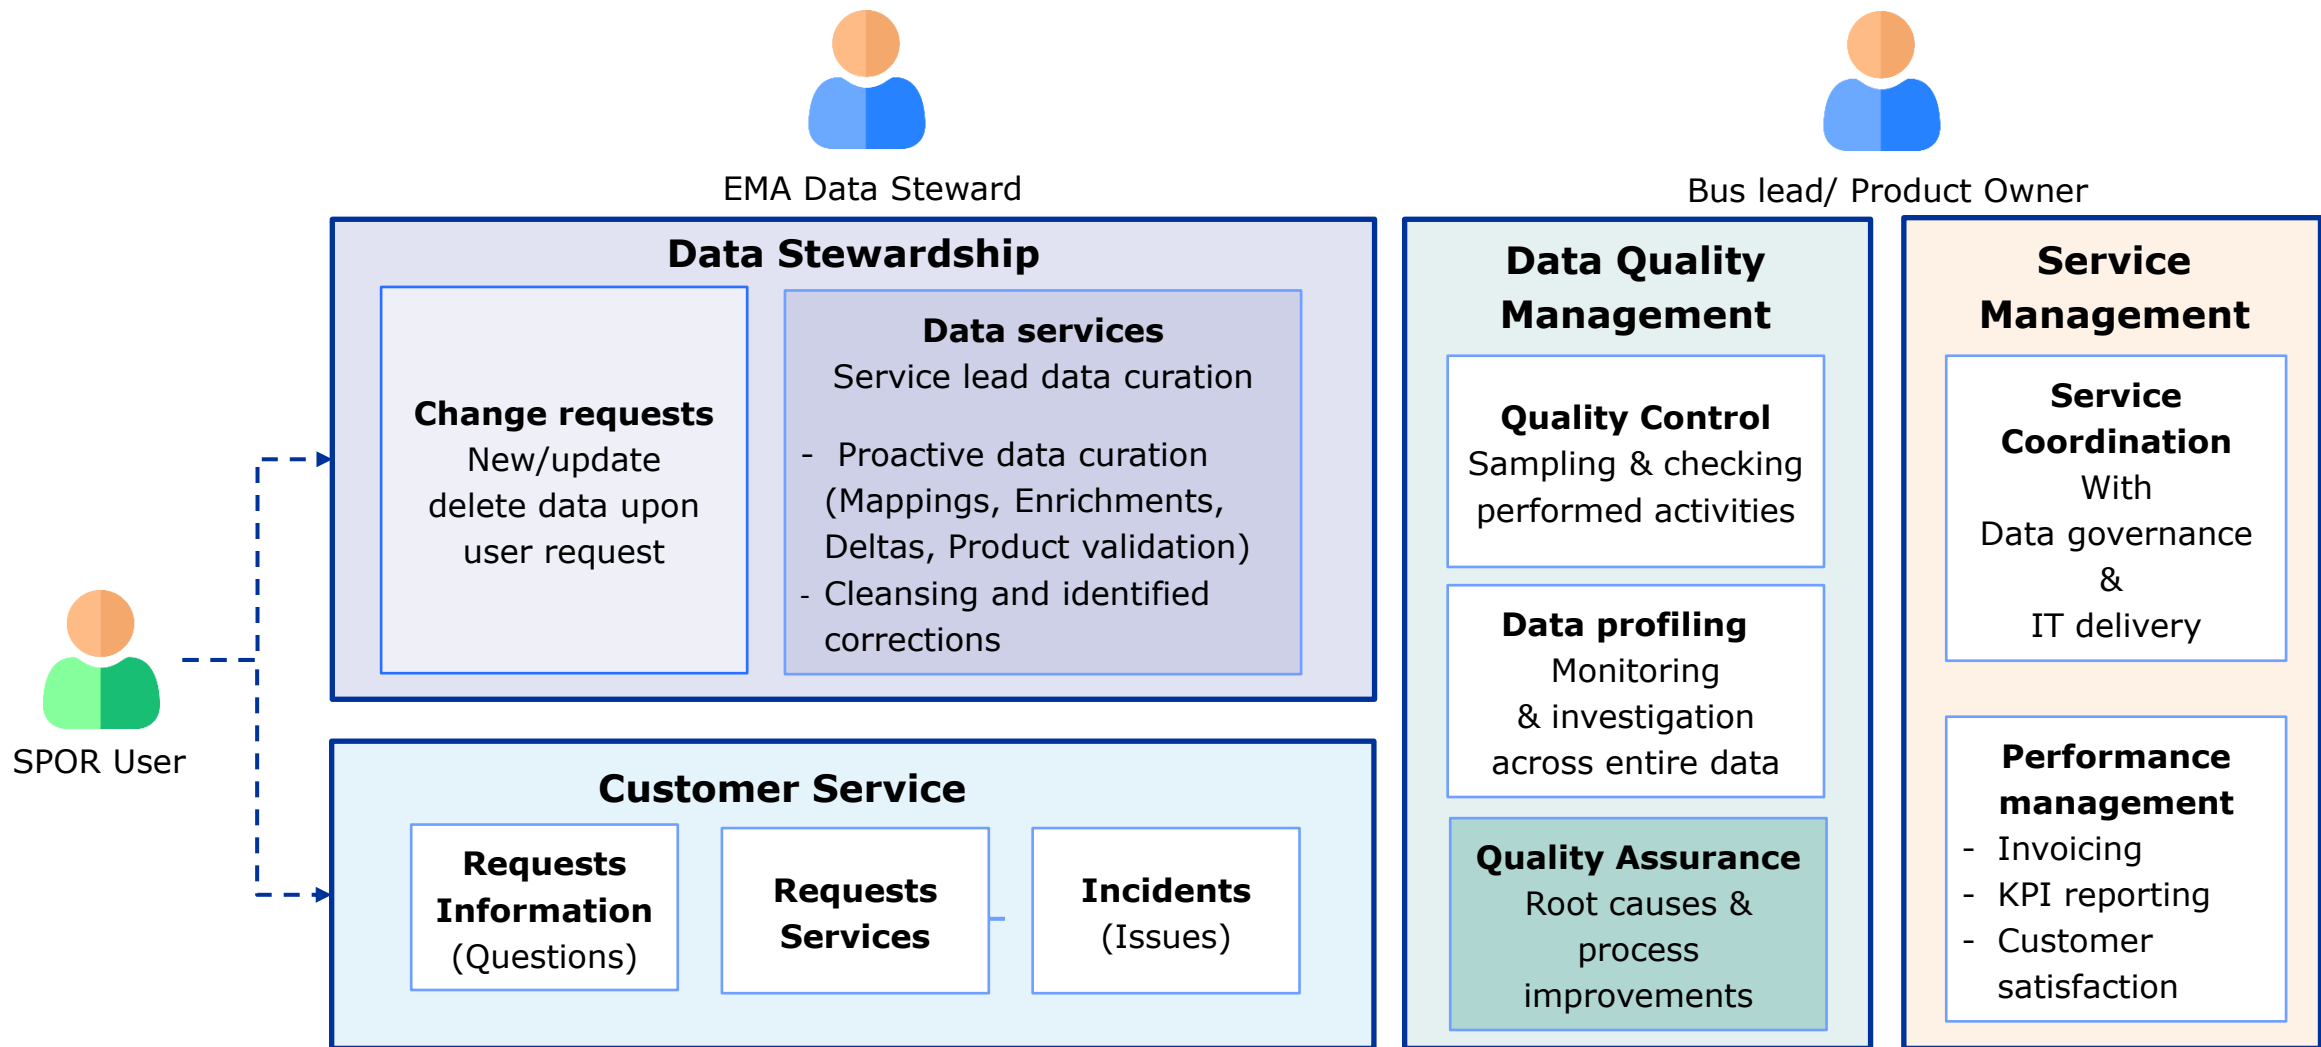 EMA Data Steward
Bus lead/ Product Owner
SPOR User
Data Stewardship
Change requests
New/update
delete data upon
user request
Data services
Service lead data curation
- Proactive data curation
(Mappings, Enrichments,
Deltas, Product validation)
- Cleansing and identified
corrections
Customer Service
Requests
Information
(Questions)
Requests
Services
Incidents
(Issues)
Data Quality
Management
Quality Control
Sampling & checking
performed activities
Data profiling
Monitoring
& investigation
across entire data
Quality Assurance
Root causes &
process
improvements
Service
Management
Service
Coordination
With
Data governance
&
IT delivery
Performance
management
- Invoicing
- KPI reporting
- Customer
satisfaction